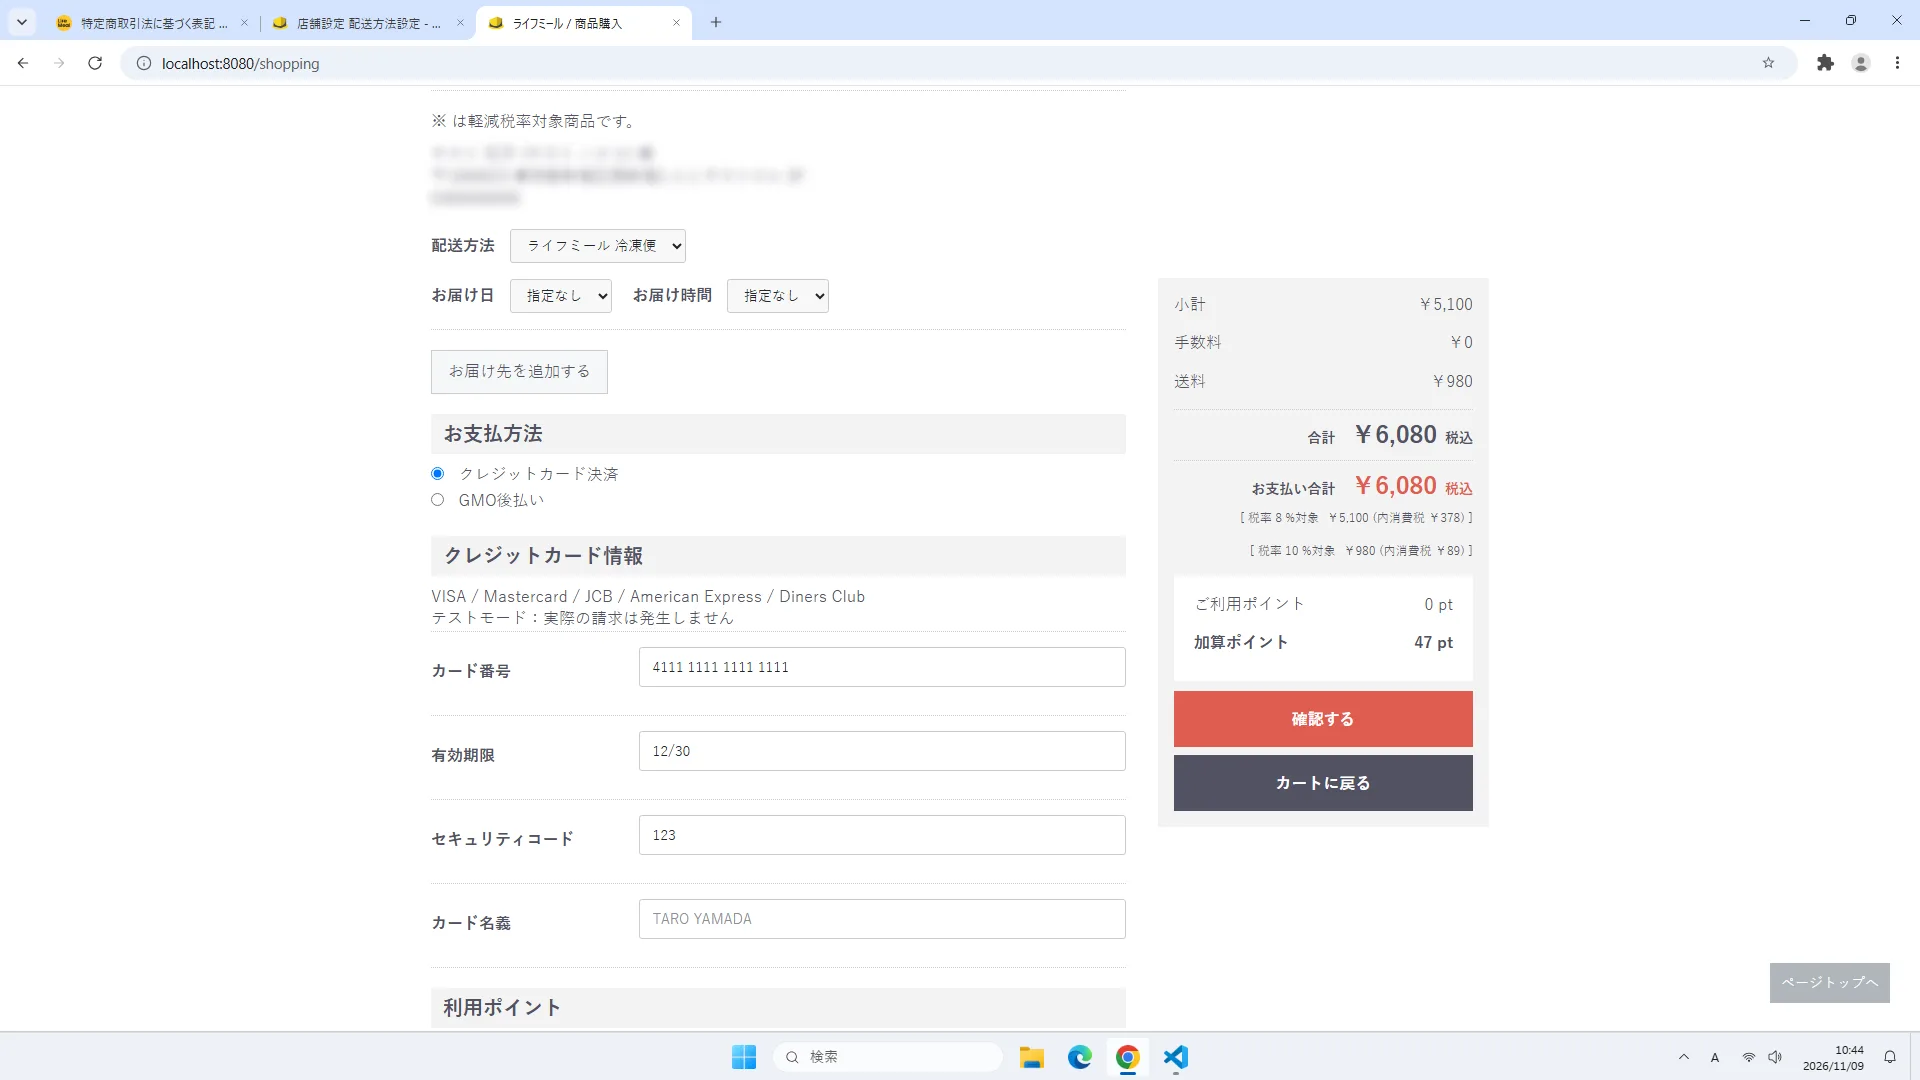 特定商取引法に基づく表記 ...
店舗設定 配送方法設定 - ...
ライフミール / 商品購入
localhost:8080/shopping
※ は軽減税率対象商品です。
配送方法 ライフミール 冷凍便
お届け日 指定なし お届け時間 指定なし
お届け先を追加する
お支払方法
クレジットカード決済
GMO後払い
クレジットカード情報
VISA / Mastercard / JCB / American Express / Diners Club
テストモード：実際の請求は発生しません
カード番号 4111 1111 1111 1111
有効期限 12/30
セキュリティコード 123
カード名義 TARO YAMADA
利用ポイント
小計 ￥5,100
手数料 ￥0
送料 ￥980
合計 ￥6,080 税込
お支払い合計 ￥6,080 税込
[ 税率 8 %対象 ￥5,100 (内消費税 ￥378) ]
[ 税率 10 %対象 ￥980 (内消費税 ￥89) ]
ご利用ポイント 0 pt
加算ポイント 47 pt
確認する
カートに戻る
ページトップへ
検索
A
10:44
2026/11/09